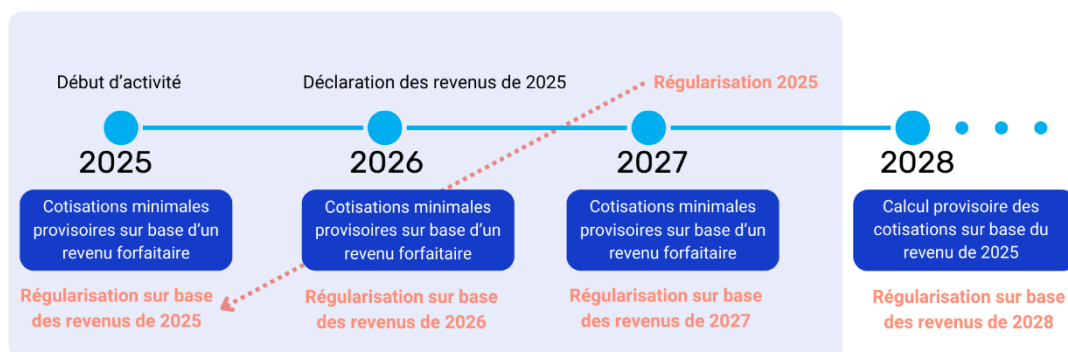 Début d'activité
Déclaration des revenus de 2025
Régularisation 2025
2025
2026
2027
2028
Cotisations minimales
provisoires sur base d'un
revenu forfaitaire
Cotisations minimales
provisoires sur base d'un
revenu forfaitaire
Cotisations minimales
provisoires sur base d'un
revenu forfaitaire
Calcul provisoire des
cotisations sur base du
revenu de 2025
Régularisation sur base
des revenus de 2025
Régularisation sur base
des revenus de 2026
Régularisation sur base
des revenus de 2027
Régularisation sur base
des revenus de 2028